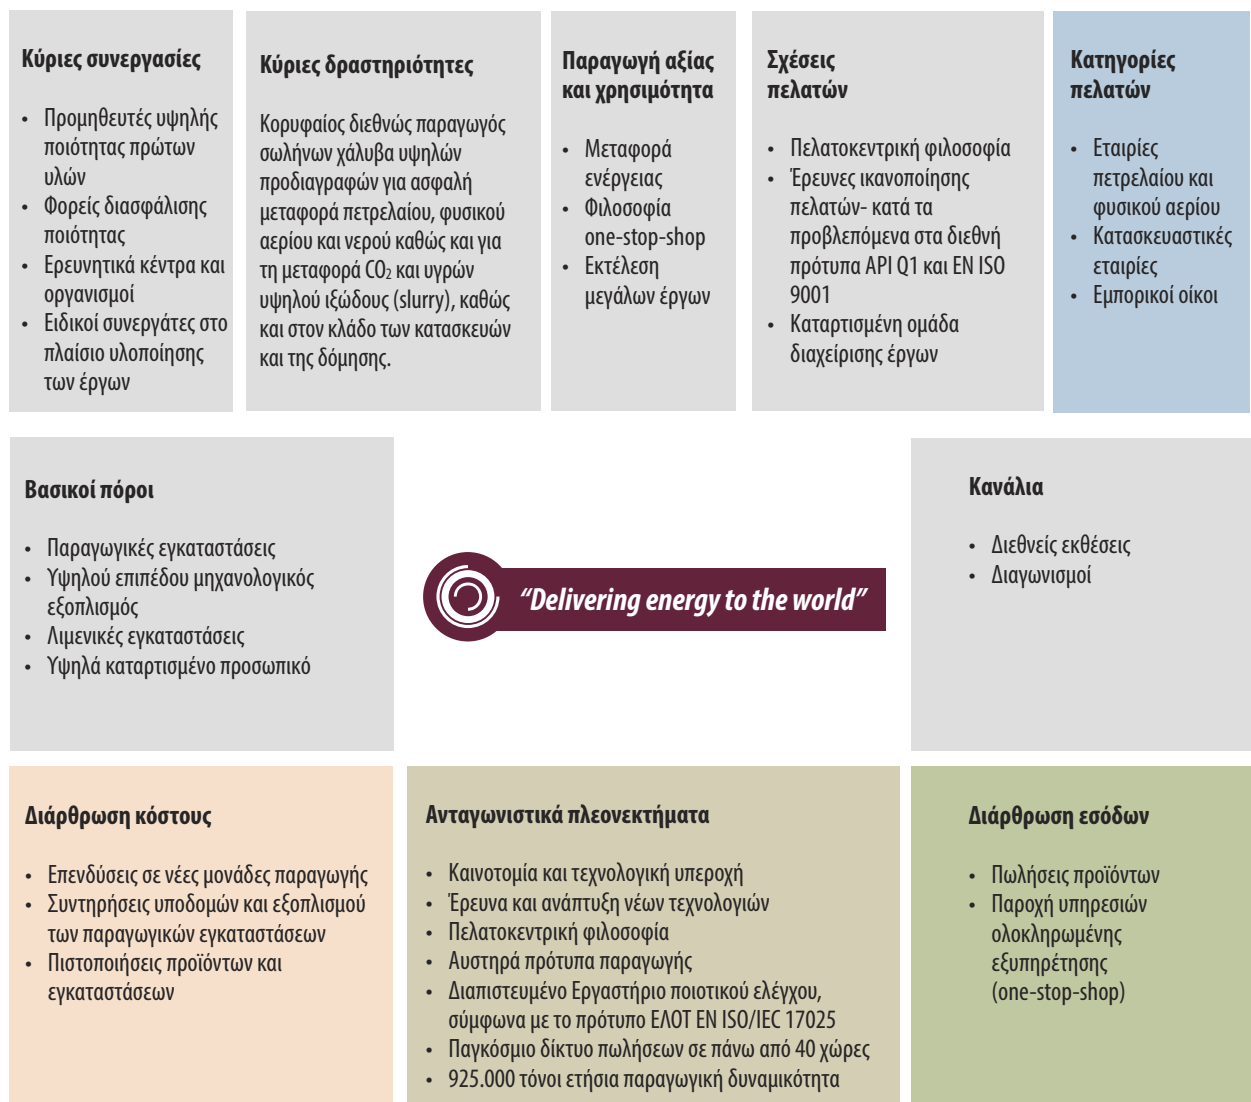 Κύριες συνεργασίες
• Προμηθευτές υψηλής
ποιότητας πρώτων
υλών
• Φορείς διασφάλισης
ποιότητας
• Ερευνητικά κέντρα και
οργανισμοί
• Ειδικοί συνεργάτες στο
πλαίσιο υλοποίησης
των έργων
Κύριες δραστηριότητες
Κορυφαίος διεθνώς παραγωγός
σωλήνων χάλυβα υψηλών
προδιαγραφών για ασφαλή
μεταφορά πετρελαίου, φυσικού
αερίου και νερού καθώς και για
τη μεταφορά CO₂ και υγρών
υψηλού ιξώδους (slurry), καθώς
και στον κλάδο των κατασκευών
και της δόμησης.
Παραγωγή αξίας
και χρησιμότητα
• Μεταφορά
ενέργειας
• Φιλοσοφία
one-stop-shop
• Εκτέλεση
μεγάλων έργων
Σχέσεις
πελατών
• Πελατοκεντρική φιλοσοφία
• Έρευνες ικανοποίησης
πελατών- κατά τα
προβλεπόμενα στα διεθνή
πρότυπα API Q1 και EN ISO
9001
• Καταρτισμένη ομάδα
διαχείρισης έργων
Κατηγορίες
πελατών
• Εταιρίες
πετρελαίου και
φυσικού αερίου
• Κατασκευαστικές
εταιρίες
• Εμπορικοί οίκοι
Βασικοί πόροι
• Παραγωγικές εγκαταστάσεις
• Υψηλού επιπέδου μηχανολογικός
εξοπλισμός
• Λιμενικές εγκαταστάσεις
• Υψηλά καταρτισμένο προσωπικό
“Delivering energy to the world”
Κανάλια
• Διεθνείς εκθέσεις
• Διαγωνισμοί
Διάρθρωση κόστους
• Επενδύσεις σε νέες μονάδες παραγωγής
• Συντηρήσεις υποδομών και εξοπλισμού
των παραγωγικών εγκαταστάσεων
• Πιστοποιήσεις προϊόντων και
εγκαταστάσεων
Ανταγωνιστικά πλεονεκτήματα
• Καινοτομία και τεχνολογική υπεροχή
• Έρευνα και ανάπτυξη νέων τεχνολογιών
• Πελατοκεντρική φιλοσοφία
• Αυστηρά πρότυπα παραγωγής
• Διαπιστευμένο Εργαστήριο ποιοτικού ελέγχου,
σύμφωνα με το πρότυπο ΕΛΟΤ EN ISO/IEC 17025
• Παγκόσμιο δίκτυο πωλήσεων σε πάνω από 40 χώρες
• 925.000 τόνοι ετήσια παραγωγική δυναμικότητα
Διάρθρωση εσόδων
• Πωλήσεις προϊόντων
• Παροχή υπηρεσιών
ολοκληρωμένης
εξυπηρέτησης
(one-stop-shop)